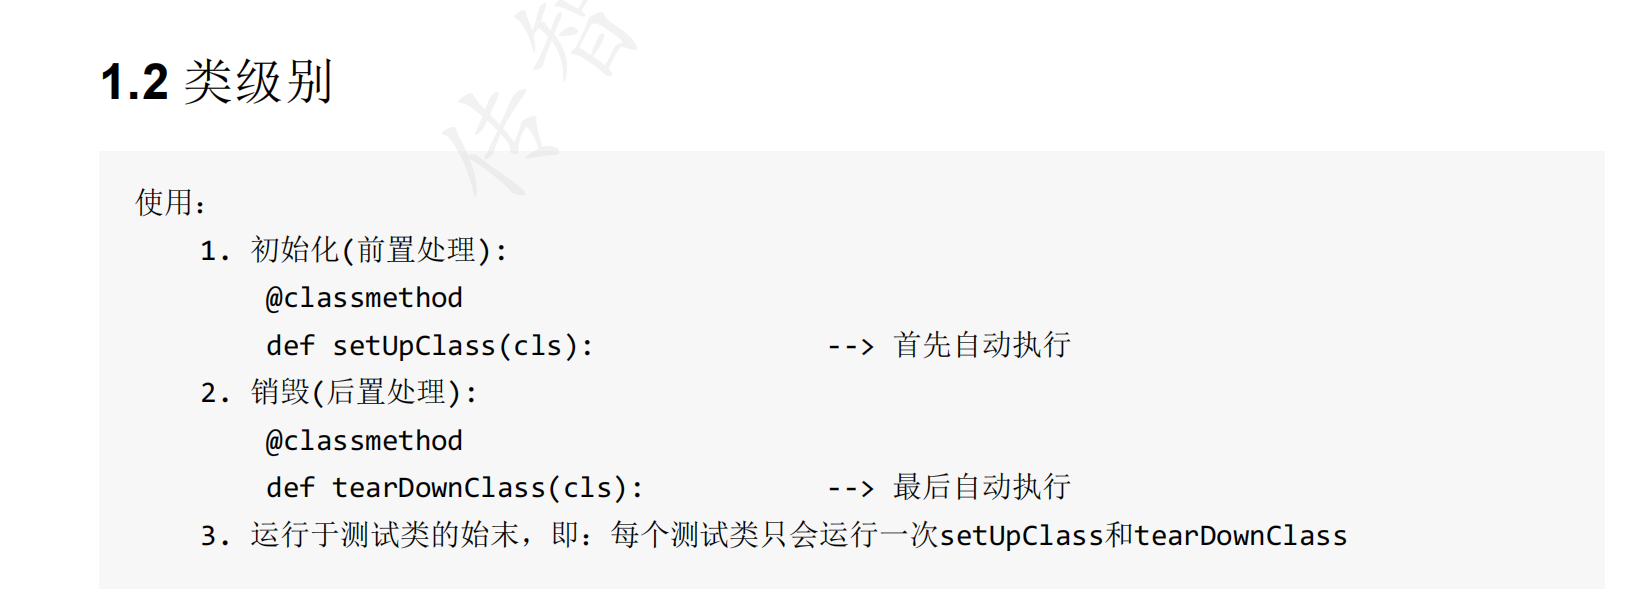 传智
1.2 类级别
使用：
1. 初始化(前置处理):
@classmethod
def setUpClass(cls): --> 首先自动执行
2. 销毁(后置处理):
@classmethod
def tearDownClass(cls): --> 最后自动执行
3. 运行于测试类的始末，即：每个测试类只会运行一次setUpClass和tearDownClass